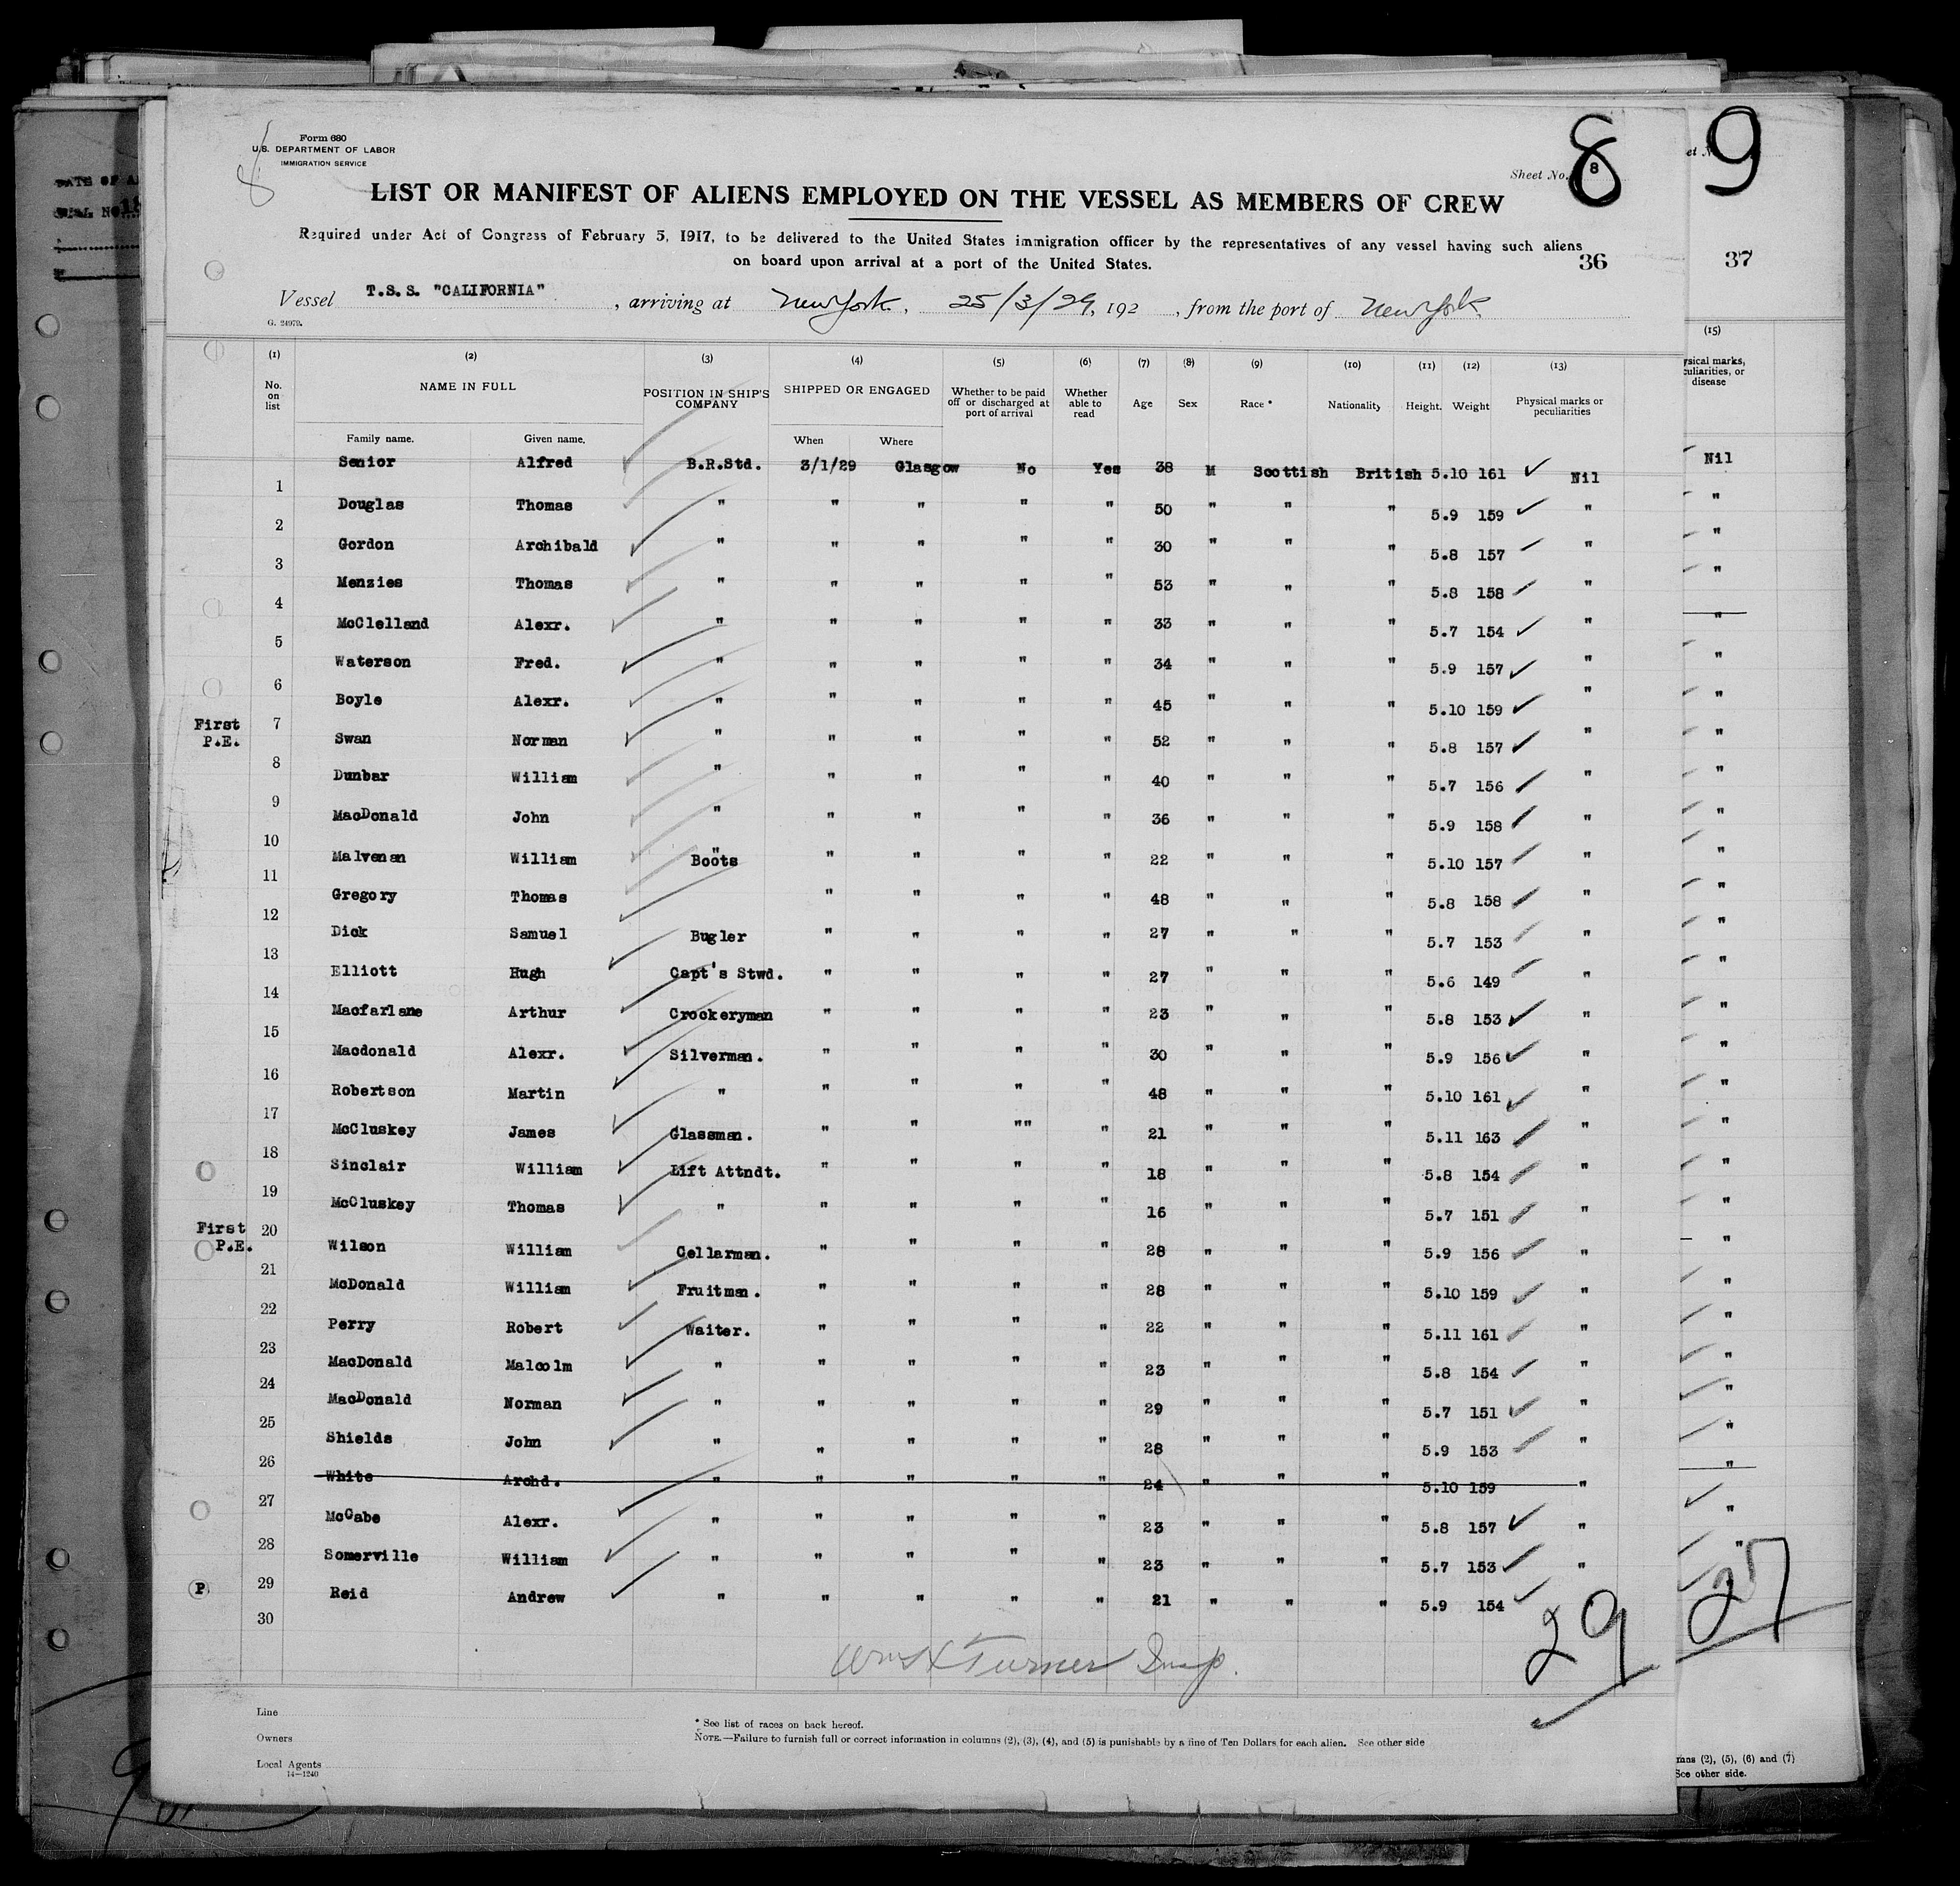 Form 680
U.S. DEPARTMENT OF LABOR
IMMIGRATION SERVICE
8
Sheet No. 8
8
9
LIST OR MANIFEST OF ALIENS EMPLOYED ON THE VESSEL AS MEMBERS OF CREW
Required under Act of Congress of February 5, 1917, to be delivered to the United States immigration officer by the representatives of any vessel having such aliens
on board upon arrival at a port of the United States.
36
37
Vessel T.S.S. "CALIFORNIA", arriving at New York, 25/3/29, 192 , from the port of New York
G. 24979.
(1) (2) (3) (4) (5) (6) (7) (8) (9) (10) (11) (12) (13) (15)
No. on list NAME IN FULL POSITION IN SHIP'S COMPANY SHIPPED OR ENGAGED Whether to be paid off or discharged at port of arrival Whether able to read Age Sex Race * Nationality Height. Weight Physical marks or peculiarities
Family name. Given name. When Where
Senior Alfred B.R.Std. 3/1/29 Glasgow No Yes 38 M Scottish British 5.10 161 Nil Nil
1 Douglas Thomas " " " " " 50 " " " 5.9 159 " "
2 Gordon Archibald " " " " " 30 " " " 5.8 157 " "
3 Menzies Thomas " " " " " 53 " " " 5.8 158 " "
4 McClelland Alexr. " " " " " 33 " " " 5.7 154 " "
5 Waterson Fred. " " " " " 34 " " " 5.9 157 " "
6 Boyle Alexr. " " " " " 45 " " " 5.10 159 " "
First P.E. 7 Swan Norman " " " " " 52 " " " 5.8 157 " "
8 Dunbar William " " " " " 40 " " " 5.7 156 " "
9 MacDonald John " " " " " 36 " " " 5.9 158 " "
10 Malvenan William Boots " " " " 22 " " " 5.10 157 " "
11 Gregory Thomas " " " " 48 " " " 5.8 158 " "
12 Dick Samuel Bugler " " " " 27 " " " 5.7 153 " "
13 Elliott Hugh Capt's Stwd. " " " " 27 " " " 5.6 149 " "
14 Macfarlane Arthur Crockeryman " " " " 23 " " " 5.8 153 " "
15 Macdonald Alexr. Silverman. " " " " 30 " " " 5.9 156 " "
16 Robertson Martin " " " " " 48 " " " 5.10 161 " "
17 McCluskey James Glassman. " " "" " 21 " " " 5.11 163 " "
18 Sinclair William Lift Attndt. " " " " 18 " " " 5.8 154 " "
19 McCluskey Thomas " " " " " 16 " " " 5.7 151 " "
First P.E. 20 Wilson William Cellarman. " " " " 28 " " " 5.9 156 " "
21 McDonald William Fruitman. " " " " 28 " " " 5.10 159 " "
22 Perry Robert Waiter. " " " " 22 " " " 5.11 161 " "
23 MacDonald Malcolm " " " " " 23 " " " 5.8 154 " "
24 MacDonald Norman " " " " " 29 " " " 5.7 151 " "
25 Shields John " " " " " 28 " " " 5.9 153 " "
26 White Archd. " " " " " 24 " " " 5.10 159 " "
27 McCabe Alexr. " " " " " 23 " " " 5.8 157 " "
28 Somerville William " " " " " 23 " " " 5.7 153 " "
P. 29 Reid Andrew " " " " " 21 " " " 5.9 154
30
29
27
Turner Insp.
Line
Owners
Local Agents
14-1240
* See list of races on back hereof.
NOTE.—Failure to furnish full or correct information in columns (2), (3), (4), and (5) is punishable by a fine of Ten Dollars for each alien. See other side
(2), (5), (6) and (7)
See other side.